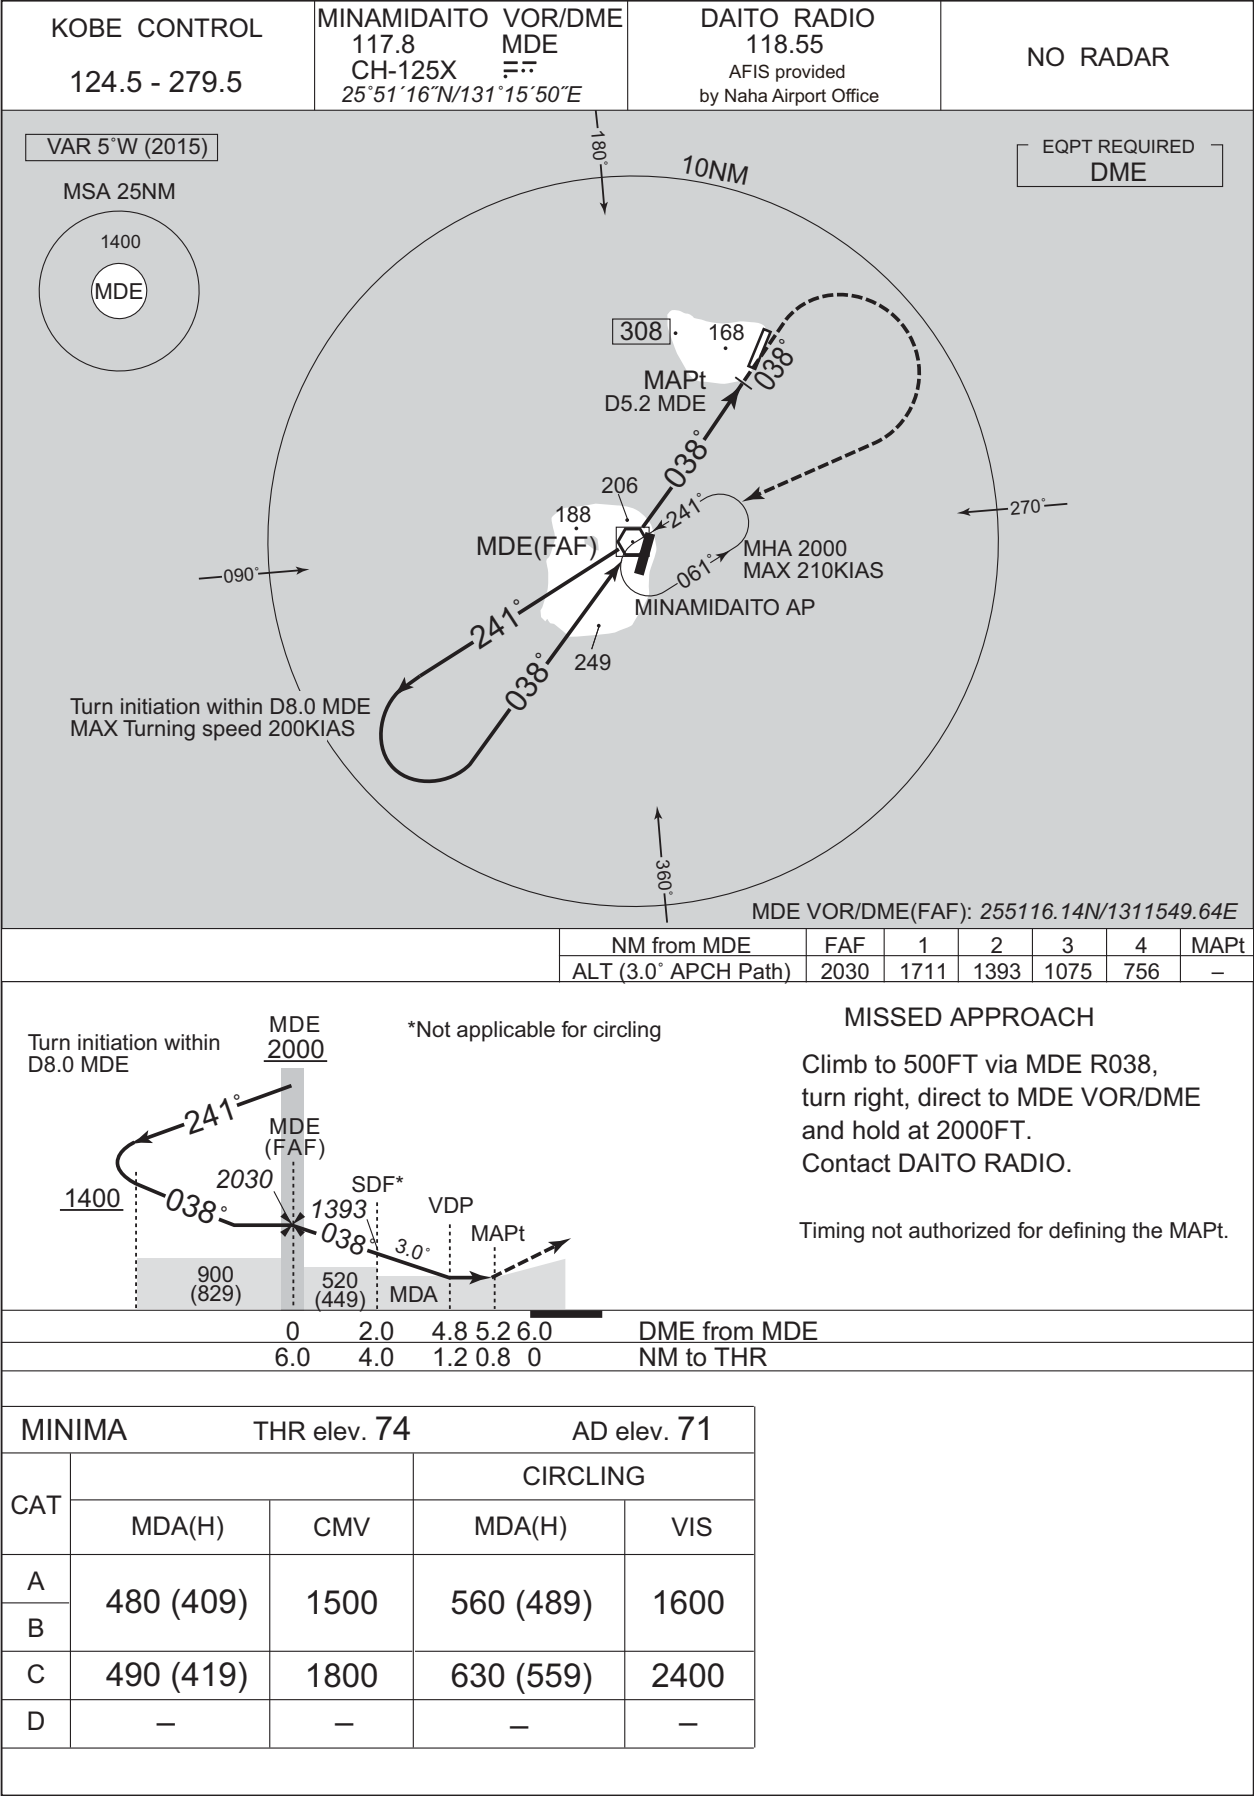 KOBE CONTROL
124.5 - 279.5
MINAMIDAITO VOR/DME
117.8 MDE
CH-125X
25˚51´16˝N/131˚15´50˝E
DAITO RADIO
118.55
AFIS provided
by Naha Airport Office
NO RADAR
VAR 5˚W (2015)
MSA 25NM
1400
MDE
EQPT REQUIRED
DME
180˚
10NM
308
168
MAPt
D5.2 MDE
038˚
038˚
206
188
241˚
270˚
MDE(FAF)
MHA 2000
MAX 210KIAS
090˚
061˚
MINAMIDAITO AP
241˚
249
038˚
Turn initiation within D8.0 MDE
MAX Turning speed 200KIAS
360˚
MDE VOR/DME(FAF): 255116.14N/1311549.64E
NM from MDE FAF 1 2 3 4 MAPt
ALT (3.0˚ APCH Path) 2030 1711 1393 1075 756 –
Turn initiation within
D8.0 MDE
MDE
2000
*Not applicable for circling
241˚
MDE
(FAF)
2030
SDF*
1400
038˚
1393
VDP
038˚
3.0˚
MAPt
900
(829)
520
(449)
MDA
MISSED APPROACH
Climb to 500FT via MDE R038,
turn right, direct to MDE VOR/DME
and hold at 2000FT.
Contact DAITO RADIO.
Timing not authorized for defining the MAPt.
0 2.0 4.8 5.2 6.0 DME from MDE
6.0 4.0 1.2 0.8 0 NM to THR
MINIMA THR elev. 74 AD elev. 71
CAT
CIRCLING
MDA(H) CMV MDA(H) VIS
A
B
480 (409) 1500 560 (489) 1600
C 490 (419) 1800 630 (559) 2400
D – – – –